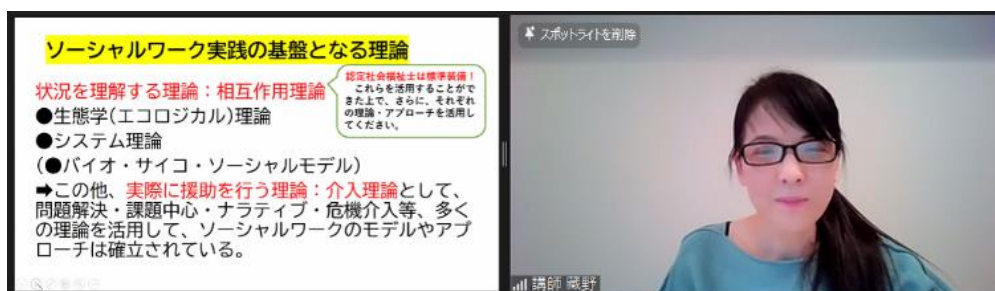 ソーシャルワーク実践の基盤となる理論
状況を理解する理論：相互作用理論
認定社会福祉士は標準装備！
これらを活用することがで
きた上で、さらに、それぞれ
の理論・アプローチを活用し
てください。
●生態学(エコロジカル)理論
●システム理論
(●バイオ・サイコ・ソーシャルモデル)
➡この他、実際に援助を行う理論：介入理論として、
問題解決・課題中心・ナラティブ・危機介入等、多く
の理論を活用して、ソーシャルワークのモデルやアプ
ローチは確立されている。
スポットライトを削除
講師 蔵野